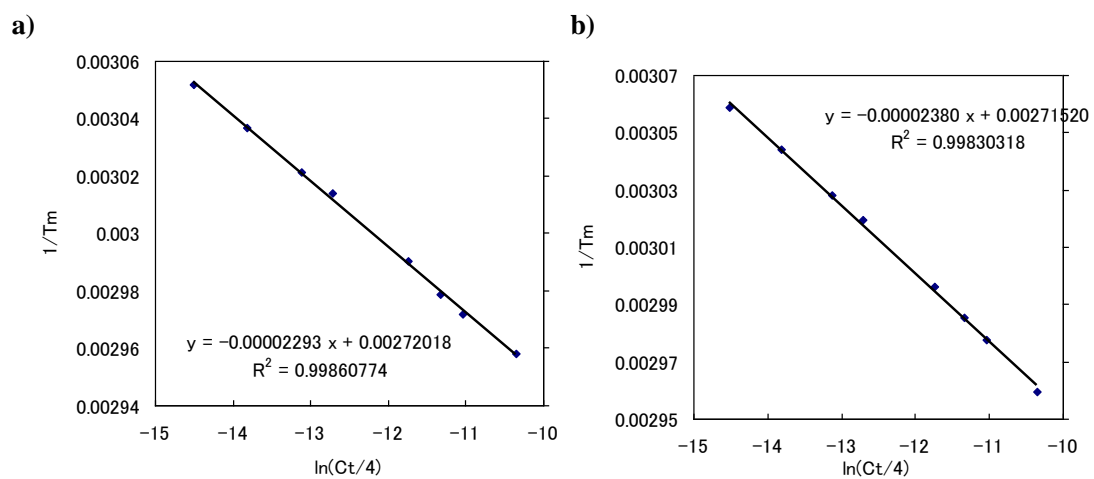 a)
0.00306
0.00304
0.00302
0.003
0.00298
0.00296
0.00294
1/Tm
y = -0.00002293 x + 0.00272018
R² = 0.99860774
-15 -14 -13 -12 -11 -10
ln(Ct/4)
b)
0.00307
0.00305
0.00303
0.00301
0.00299
0.00297
0.00295
1/Tm
y = -0.00002380 x + 0.00271520
R² = 0.99830318
-15 -14 -13 -12 -11 -10
ln(Ct/4)